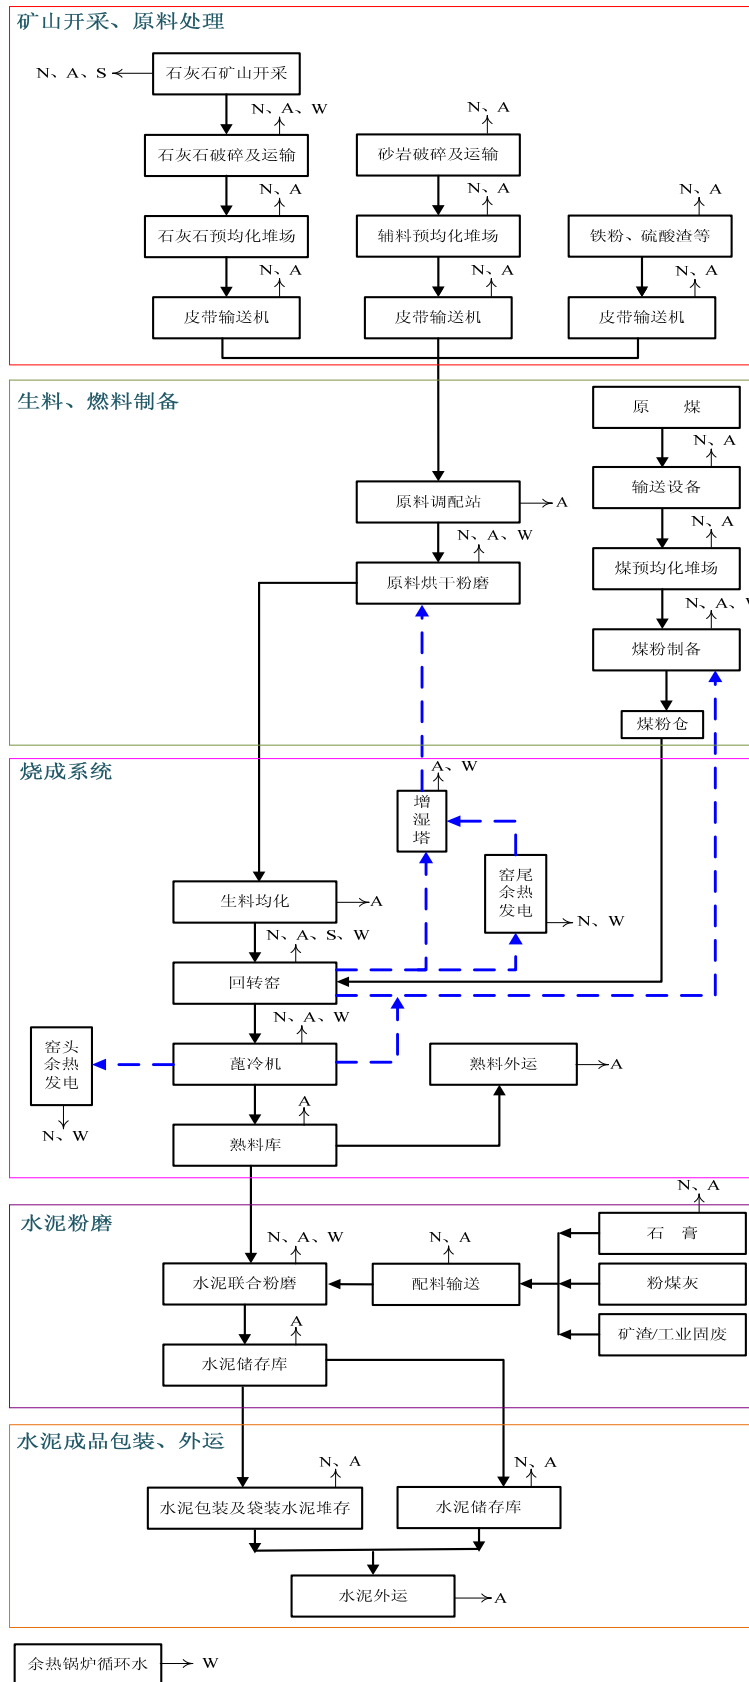 矿山开采、原料处理
N、A、S
石灰石矿山开采
N、A、W
N、A
石灰石破碎及运输
砂岩破碎及运输
N、A
N、A
N、A
石灰石预均化堆场
辅料预均化堆场
铁粉、硫酸渣等
N、A
N、A
N、A
皮带输送机
皮带输送机
皮带输送机
生料、燃料制备
原 煤
N、A
输送设备
原料调配站
A
N、A
N、A、W
煤预均化堆场
原料烘干粉磨
N、A、W
煤粉制备
煤粉仓
烧成系统
A、W
增湿塔
窑尾
余热
发电
N、W
生料均化
A
N、A、S、W
回转窑
N、A、W
窑头
余热
发电
N、W
蓖冷机
熟料外运
A
A
熟料库
N、A
水泥粉磨
石 膏
N、A、W
N、A
水泥联合粉磨
配料输送
粉煤灰
A
矿渣/工业固废
水泥储存库
水泥成品包装、外运
N、A
N、A
水泥包装及袋装水泥堆存
水泥储存库
水泥外运
A
余热锅炉循环水
W